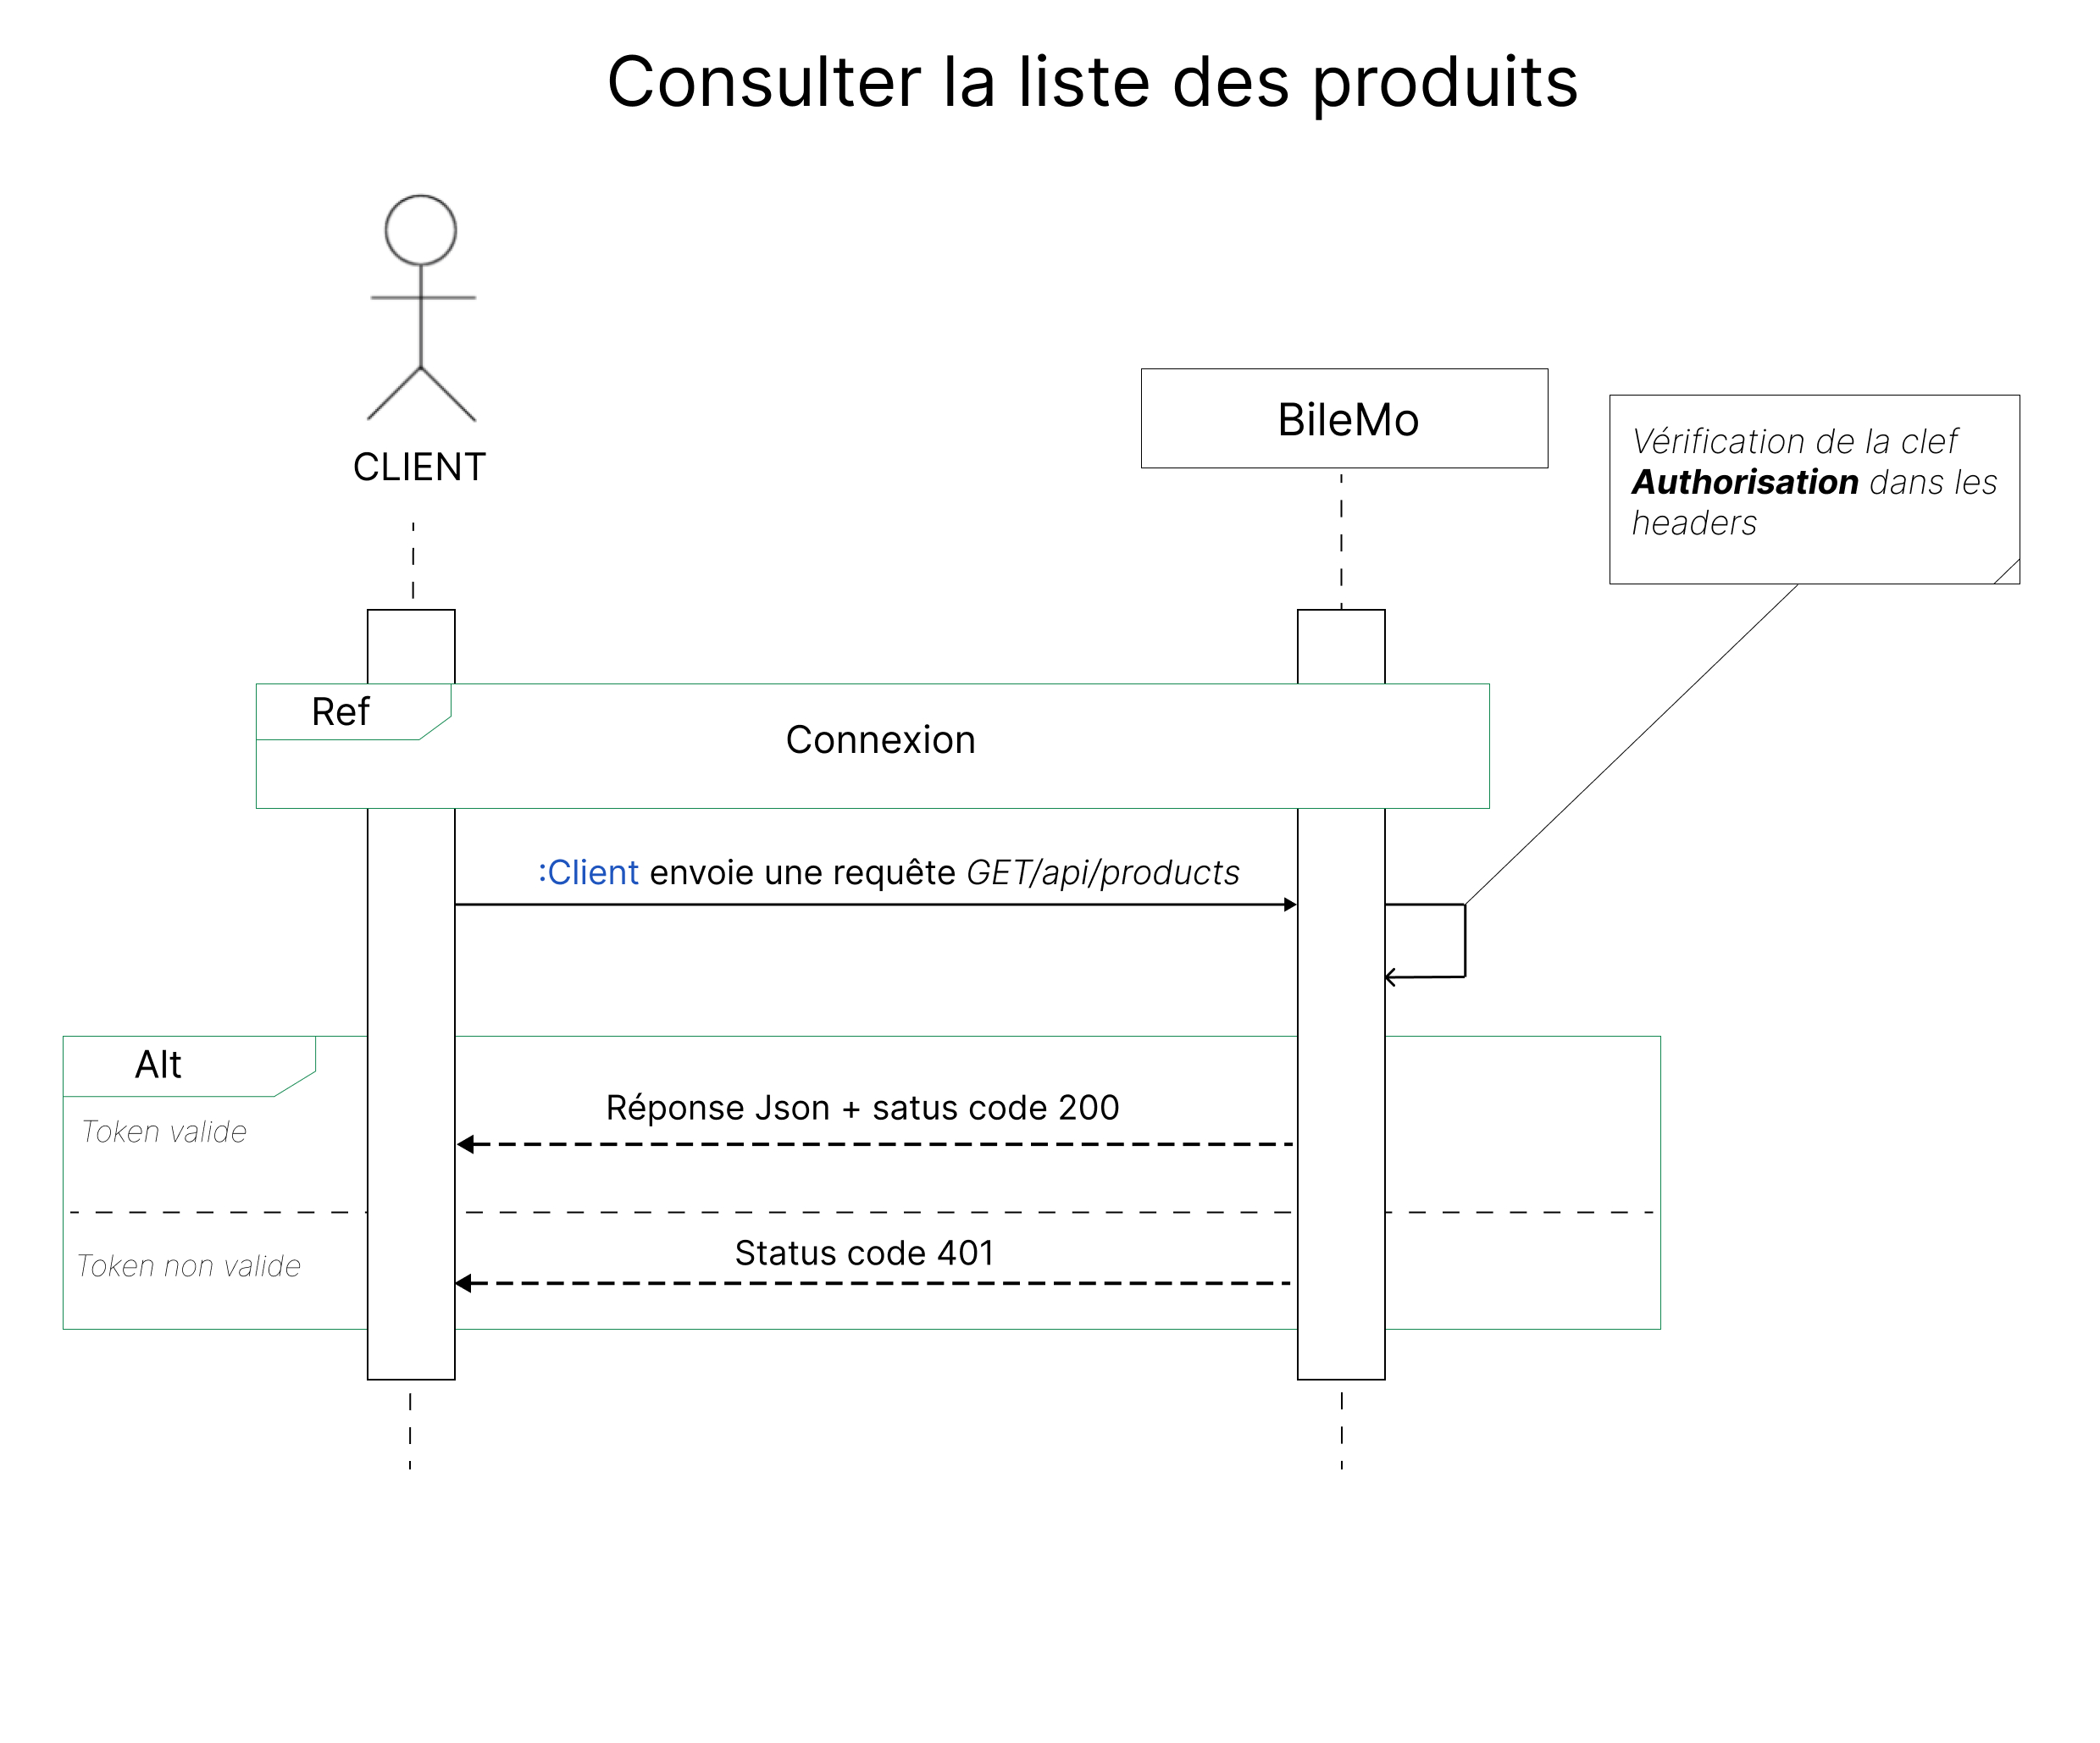 Consulter la liste des produits
CLIENT
BileMo
Vérification de la clef
Authorisation dans les
headers
Ref
Connexion
:Client envoie une requête GET/api/products
Alt
Réponse Json + satus code 200
Token valide
Status code 401
Token non valide